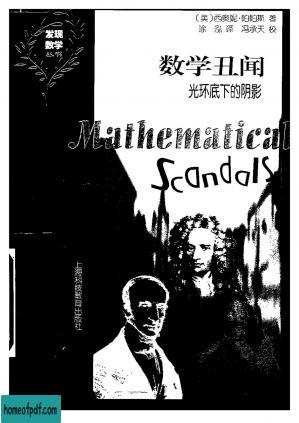 (美)西奥妮·帕帕斯 著
涂 泓 译 冯承天 校
发现
数学
丛书
数学丑闻
光环底下的阴影
Mathematical
Scandals
上海科技教育出版社
homeofpdf.com